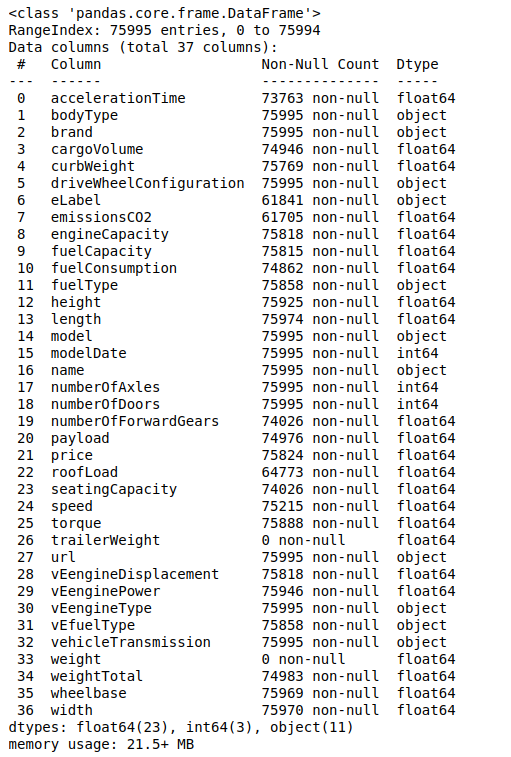 <class 'pandas.core.frame.DataFrame'>
RangeIndex: 75995 entries, 0 to 75994
Data columns (total 37 columns):
 #   Column                   Non-Null Count  Dtype
---  ------                   --------------  -----
 0   accelerationTime         73763 non-null  float64
 1   bodyType                 75995 non-null  object
 2   brand                    75995 non-null  object
 3   cargoVolume              74946 non-null  float64
 4   curbWeight               75769 non-null  float64
 5   driveWheelConfiguration  75995 non-null  object
 6   eLabel                   61841 non-null  object
 7   emissionsCO2             61705 non-null  float64
 8   engineCapacity           75818 non-null  float64
 9   fuelCapacity             75815 non-null  float64
 10  fuelConsumption          74862 non-null  float64
 11  fuelType                 75858 non-null  object
 12  height                   75925 non-null  float64
 13  length                   75974 non-null  float64
 14  model                    75995 non-null  object
 15  modelDate                75995 non-null  int64
 16  name                     75995 non-null  object
 17  numberOfAxles            75995 non-null  int64
 18  numberOfDoors            75995 non-null  int64
 19  numberOfForwardGears     74026 non-null  float64
 20  payload                  74976 non-null  float64
 21  price                    75824 non-null  float64
 22  roofLoad                 64773 non-null  float64
 23  seatingCapacity          74026 non-null  float64
 24  speed                    75215 non-null  float64
 25  torque                   75888 non-null  float64
 26  trailerWeight            0 non-null      float64
 27  url                      75995 non-null  object
 28  vEengineDisplacement     75818 non-null  float64
 29  vEenginePower            75946 non-null  float64
 30  vEengineType             75995 non-null  object
 31  vEfuelType               75858 non-null  object
 32  vehicleTransmission      75995 non-null  object
 33  weight                   0 non-null      float64
 34  weightTotal              74983 non-null  float64
 35  wheelbase                75969 non-null  float64
 36  width                    75970 non-null  float64
dtypes: float64(23), int64(3), object(11)
memory usage: 21.5+ MB